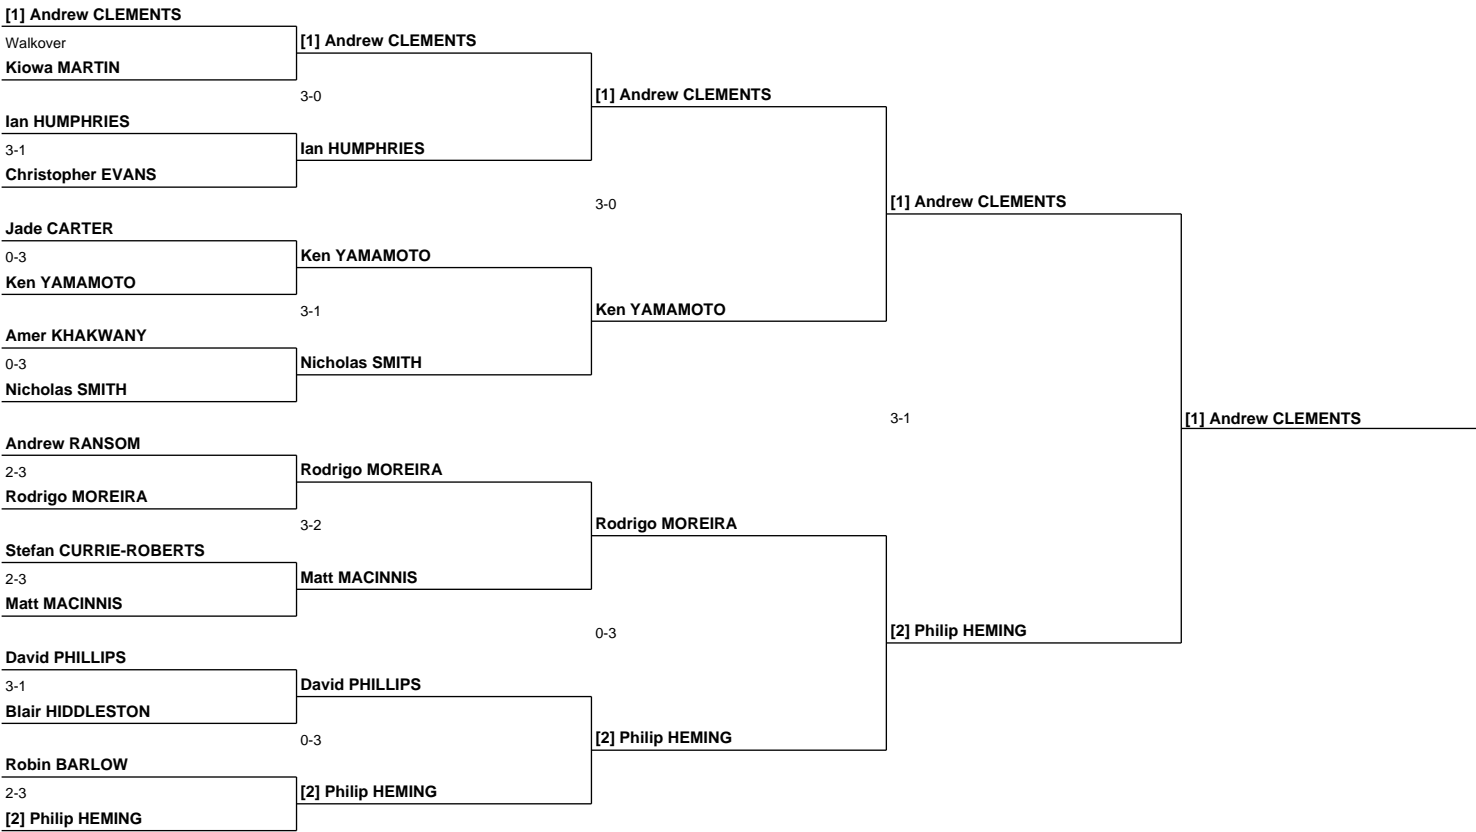 [1] Andrew CLEMENTS
Walkover
Kiowa MARTIN
Ian HUMPHRIES
3-1
Christopher EVANS
Jade CARTER
0-3
Ken YAMAMOTO
Amer KHAKWANY
0-3
Nicholas SMITH
Andrew RANSOM
2-3
Rodrigo MOREIRA
Stefan CURRIE-ROBERTS
2-3
Matt MACINNIS
David PHILLIPS
3-1
Blair HIDDLESTON
Robin BARLOW
2-3
[2] Philip HEMING
[1] Andrew CLEMENTS
3-0
Ian HUMPHRIES
Ken YAMAMOTO
3-1
Nicholas SMITH
Rodrigo MOREIRA
3-2
Matt MACINNIS
David PHILLIPS
0-3
[2] Philip HEMING
[1] Andrew CLEMENTS
3-0
Ken YAMAMOTO
Rodrigo MOREIRA
0-3
[2] Philip HEMING
[1] Andrew CLEMENTS
3-1
[2] Philip HEMING
[1] Andrew CLEMENTS